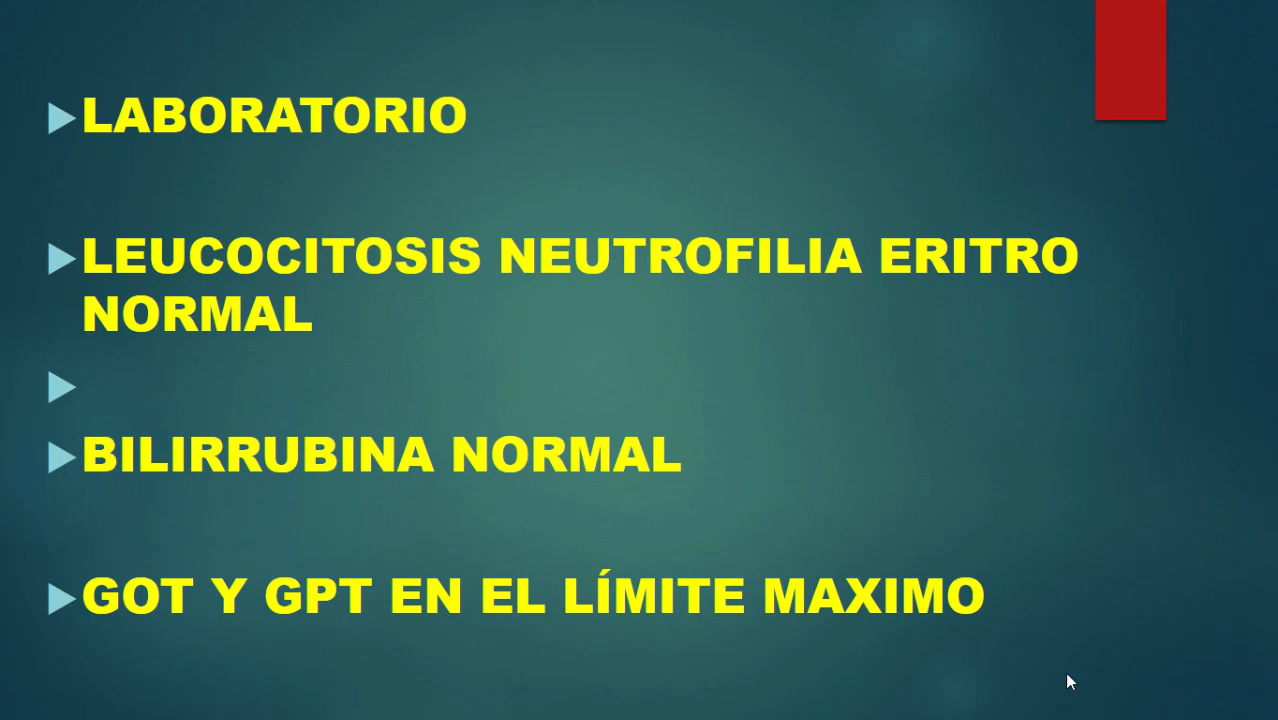 LABORATORIO
LEUCOCITOSIS NEUTROFILIA ERITRO
NORMAL
BILIRRUBINA NORMAL
GOT Y GPT EN EL LÍMITE MAXIMO